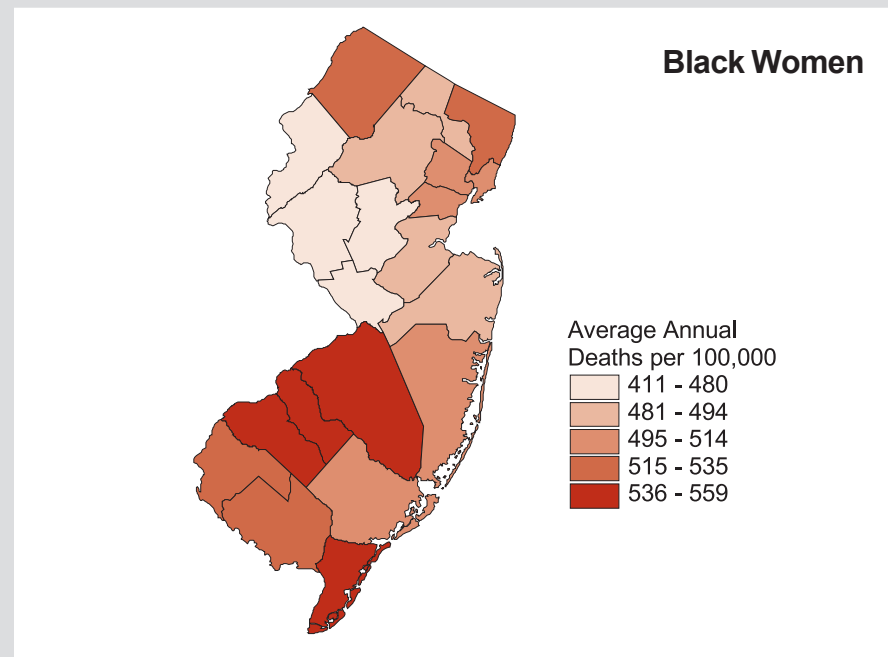 Black Women
Average Annual
Deaths per 100,000
411 - 480
481 - 494
495 - 514
515 - 535
536 - 559